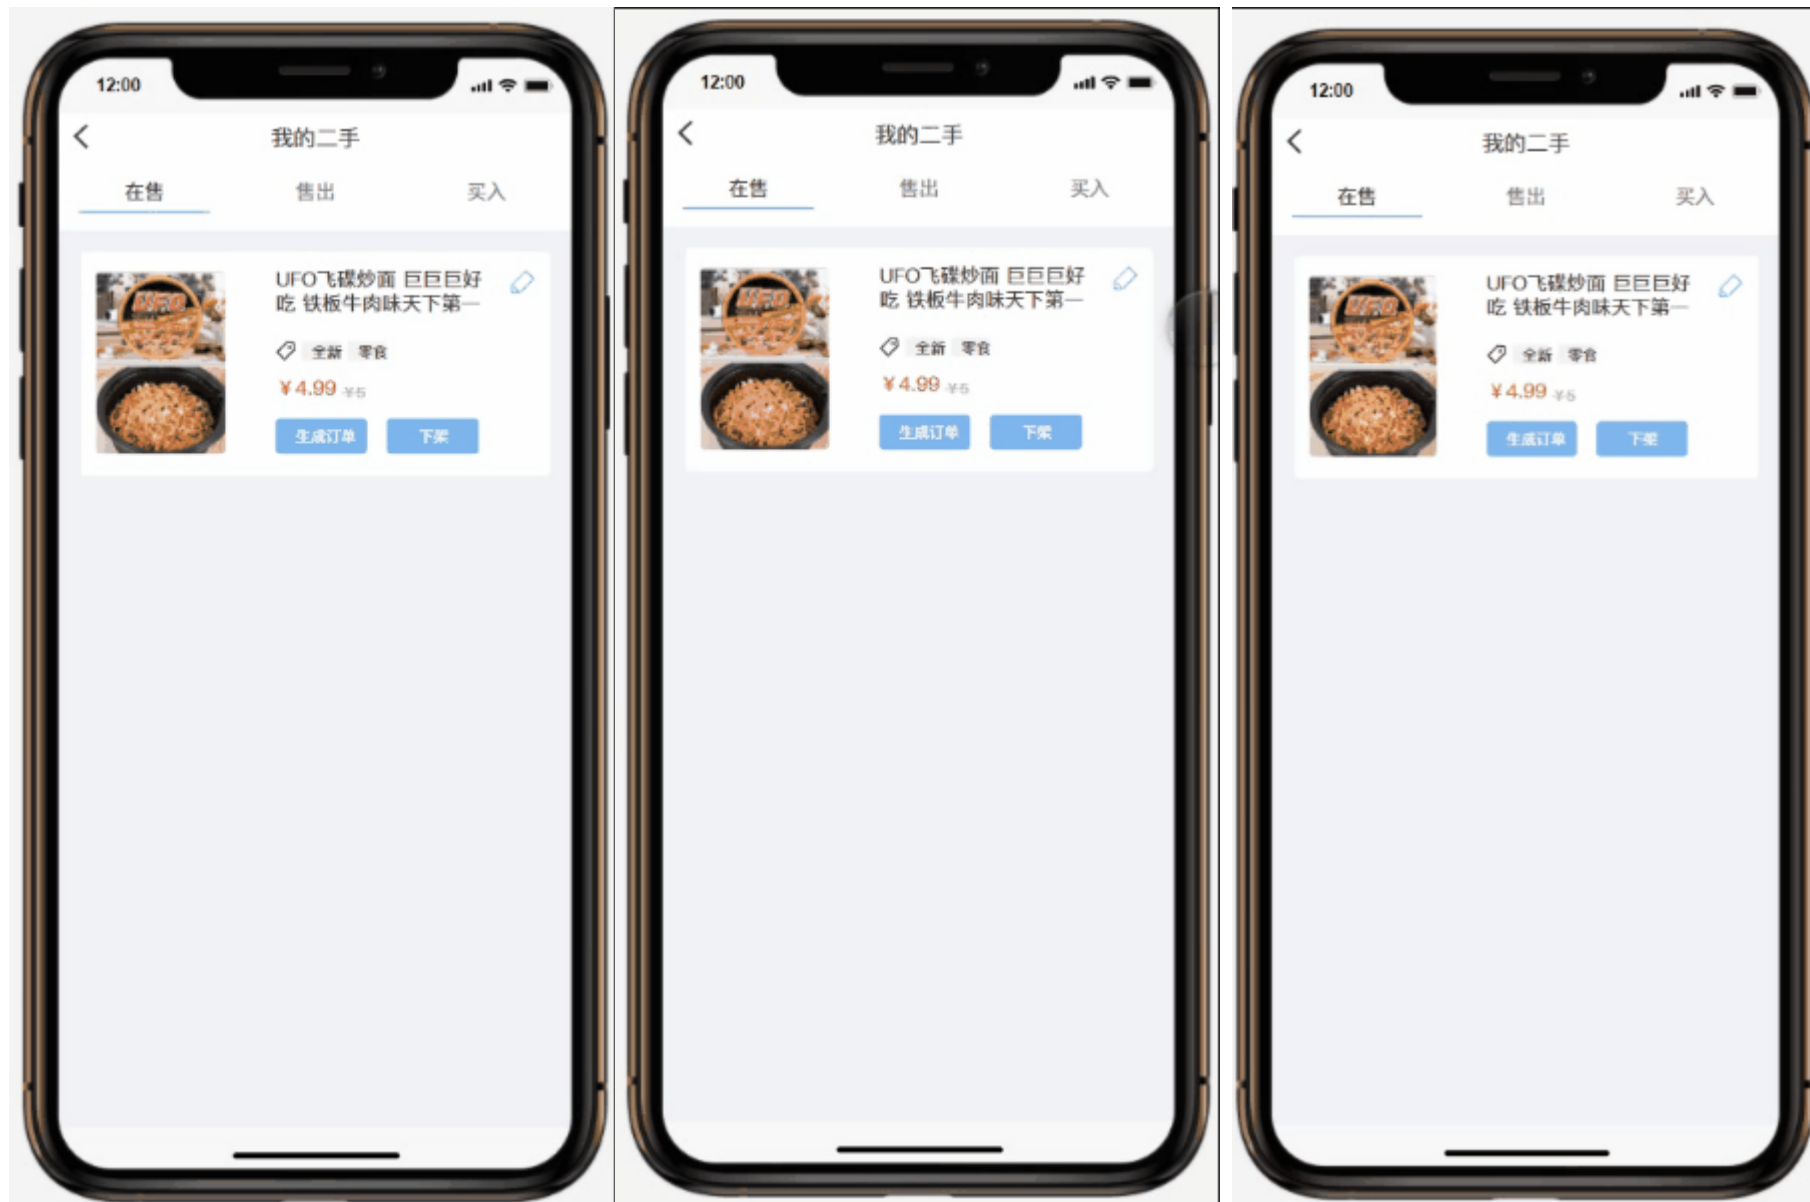 12:00
我的二手
在售 售出 买入
UFO
UFO飞碟炒面 巨巨巨好
吃 铁板牛肉味天下第一
全新 零食
¥4.99 ¥5
生成订单 下架
12:00
我的二手
在售 售出 买入
UFO
UFO飞碟炒面 巨巨巨好
吃 铁板牛肉味天下第一
全新 零食
¥4.99 ¥5
生成订单 下架
12:00
我的二手
在售 售出 买入
UFO
UFO飞碟炒面 巨巨巨好
吃 铁板牛肉味天下第一
全新 零食
¥4.99 ¥5
生成订单 下架